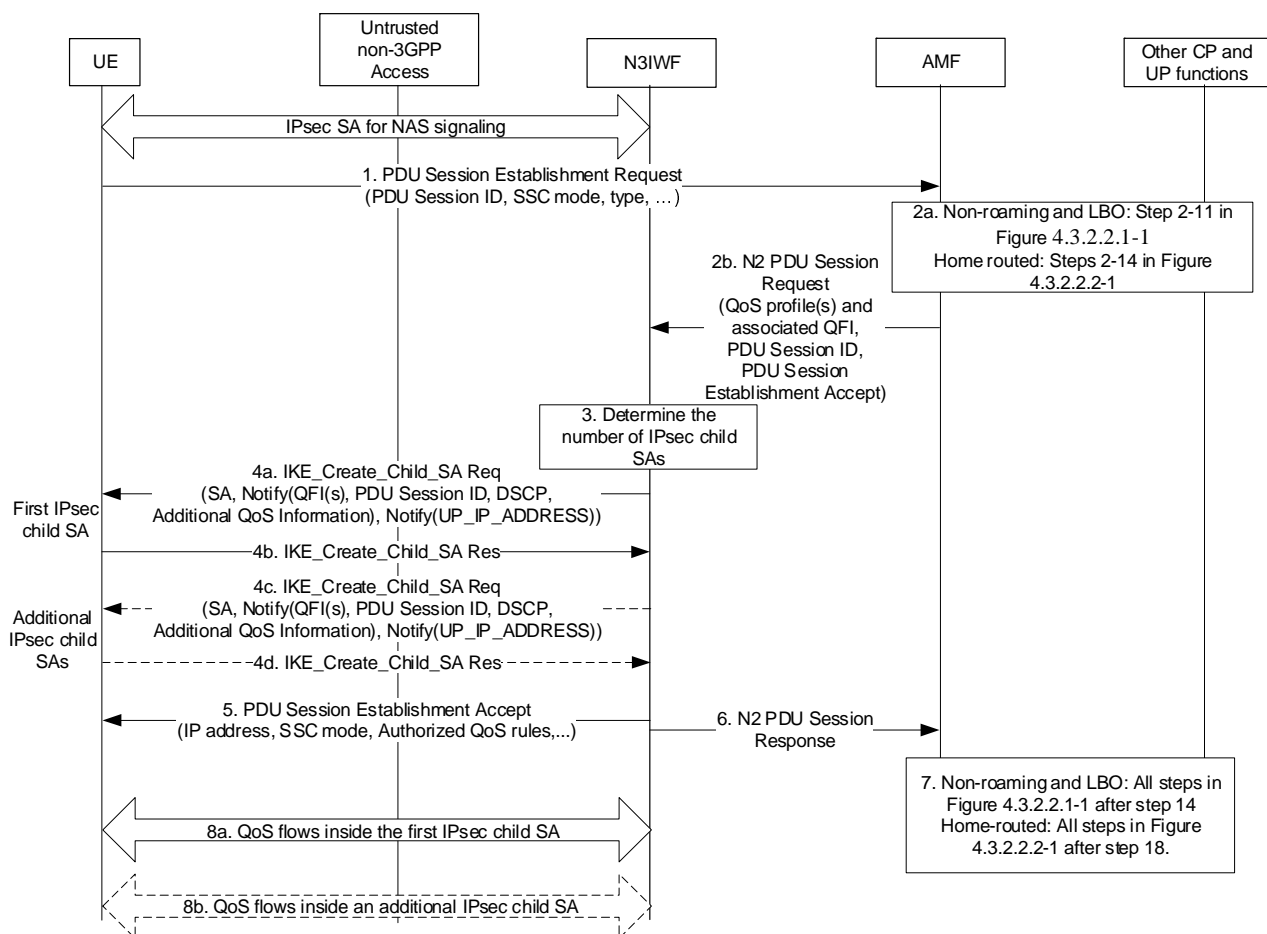 UE
Untrusted
non-3GPP
Access
N3IWF
AMF
Other CP and
UP functions
IPsec SA for NAS signaling
1. PDU Session Establishment Request
(PDU Session ID, SSC mode, type, …)
2a. Non-roaming and LBO: Step 2-11 in
Figure 4.3.2.2.1-1
Home routed: Steps 2-14 in Figure
4.3.2.2.2-1
2b. N2 PDU Session
Request
(QoS profile(s) and
associated QFI,
PDU Session ID,
PDU Session
Establishment Accept)
3. Determine the
number of IPsec child
SAs
4a. IKE_Create_Child_SA Req
(SA, Notify(QFI(s), PDU Session ID, DSCP,
Additional QoS Information), Notify(UP_IP_ADDRESS))
First IPsec
child SA
4b. IKE_Create_Child_SA Res
4c. IKE_Create_Child_SA Req
(SA, Notify(QFI(s), PDU Session ID, DSCP,
Additional QoS Information), Notify(UP_IP_ADDRESS))
Additional
IPsec child
SAs
4d. IKE_Create_Child_SA Res
5. PDU Session Establishment Accept
(IP address, SSC mode, Authorized QoS rules,...)
6. N2 PDU Session
Response
7. Non-roaming and LBO: All steps in
Figure 4.3.2.2.1-1 after step 14
Home-routed: All steps in Figure
4.3.2.2.2-1 after step 18.
8a. QoS flows inside the first IPsec child SA
8b. QoS flows inside an additional IPsec child SA